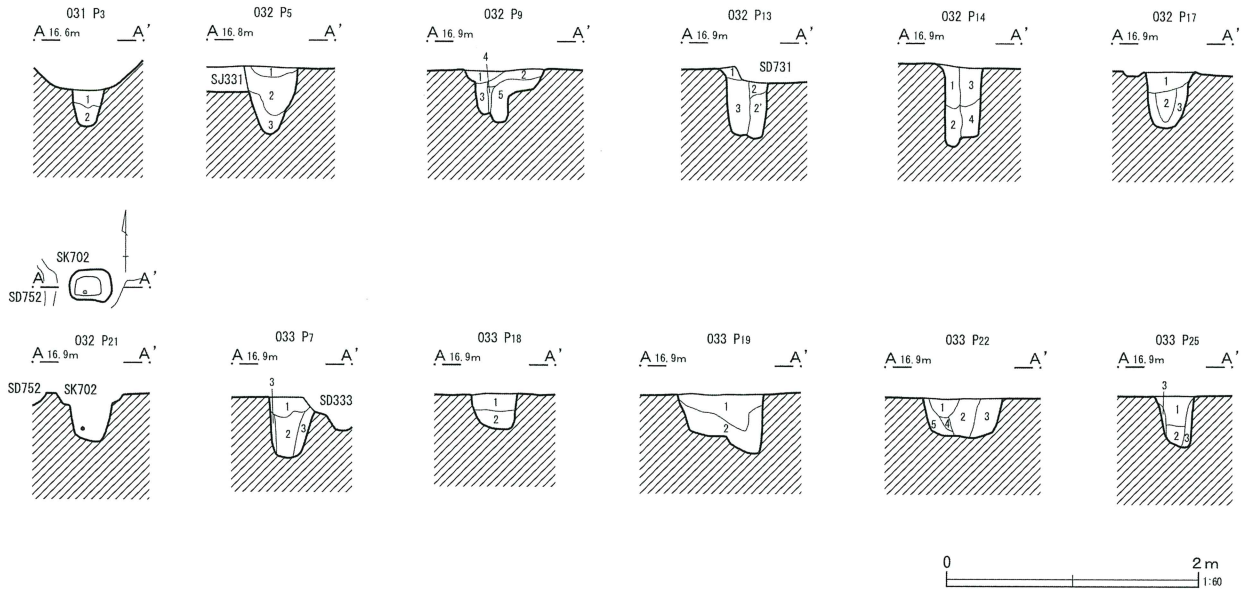 031 P3
A 16.6m A'
1
2
032 P5
A 16.8m A'
SJ331
1
2
3
032 P9
A 16.9m A'
4
1 2
3 5
032 P13
A 16.9m A'
1
SD731
2
3 2'
032 P14
A 16.9m A'
1 3
2 4
032 P17
A 16.9m A'
1
2 3
SK702
A A'
SD752
032 P21
A 16.9m A'
SD752 SK702
033 P7
A 16.9m A'
3
1
SD333
2 3
033 P18
A 16.9m A'
1
2
033 P19
A 16.9m A'
1
2
033 P22
A 16.9m A'
1 2 3
5 4
033 P25
A 16.9m A'
3
1
2 3
0 2m
1:60